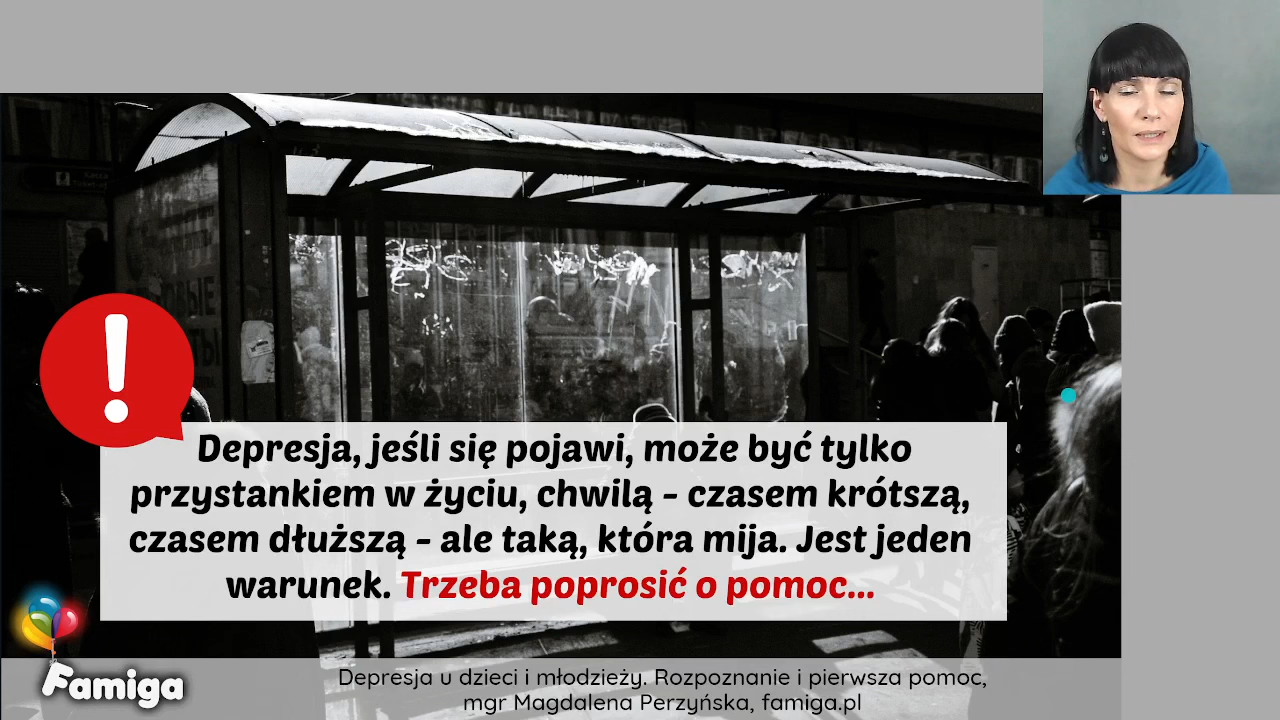 !
Depresja, jeśli się pojawi, może być tylko
przystankiem w życiu, chwilą - czasem krótszą,
czasem dłuższą - ale taką, która mija. Jest jeden
warunek. Trzeba poprosić o pomoc...
Famiga
Depresja u dzieci i młodzieży. Rozpoznanie i pierwsza pomoc,
mgr Magdalena Perzyńska, famiga.pl